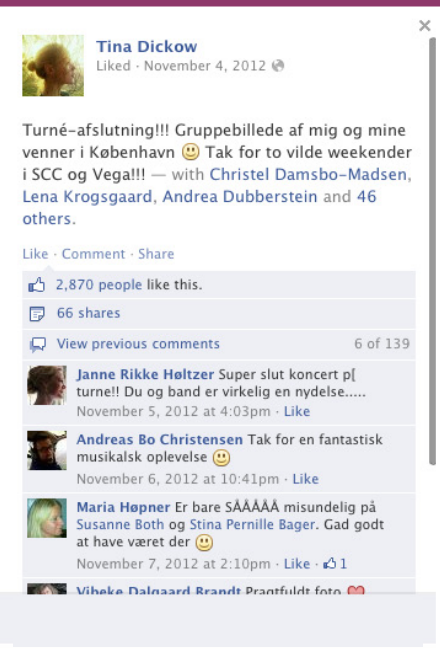 Tina Dickow
Liked · November 4, 2012
Turné-afslutning!!! Gruppebillede af mig og mine
venner i København 😃 Tak for to vilde weekender
i SCC og Vega!!! — with Christel Damsbo-Madsen,
Lena Krogsgaard, Andrea Dubberstein and 46
others.
Like · Comment · Share
2,870 people like this.
66 shares
View previous comments 6 of 139
Janne Rikke Høltzer Super slut koncert p[
turne!! Du og band er virkelig en nydelse.....
November 5, 2012 at 4:03pm · Like
Andreas Bo Christensen Tak for en fantastisk
musikalsk oplevelse 😃
November 6, 2012 at 10:41pm · Like
Maria Høpner Er bare SÅÅÅÅÅ misundelig på
Susanne Both og Stina Pernille Bager. Gad godt
at have været der 😃
November 7, 2012 at 2:10pm · Like · 1
Vibeke Dalgaard Brandt Pragtfuldt foto